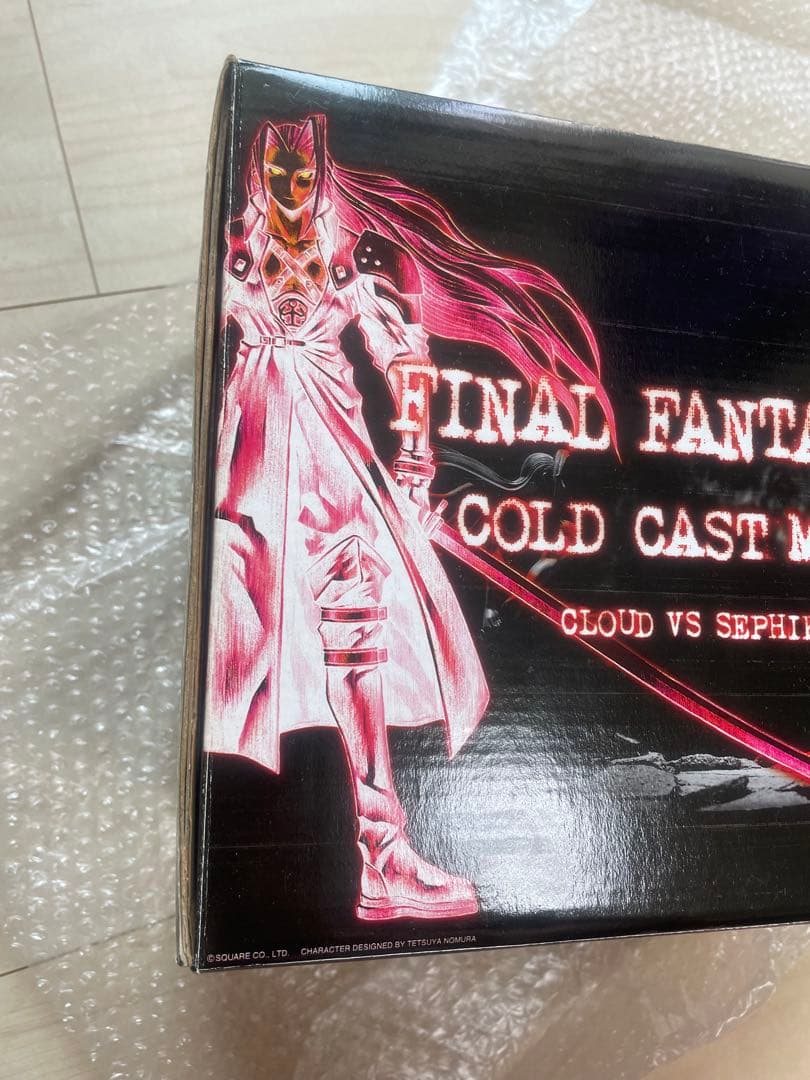 FINAL FANTA
COLD CAST M
CLOUD VS SEPHI
©SQUARE CO., LTD. CHARACTER DESIGNED BY TETSUYA NOMURA